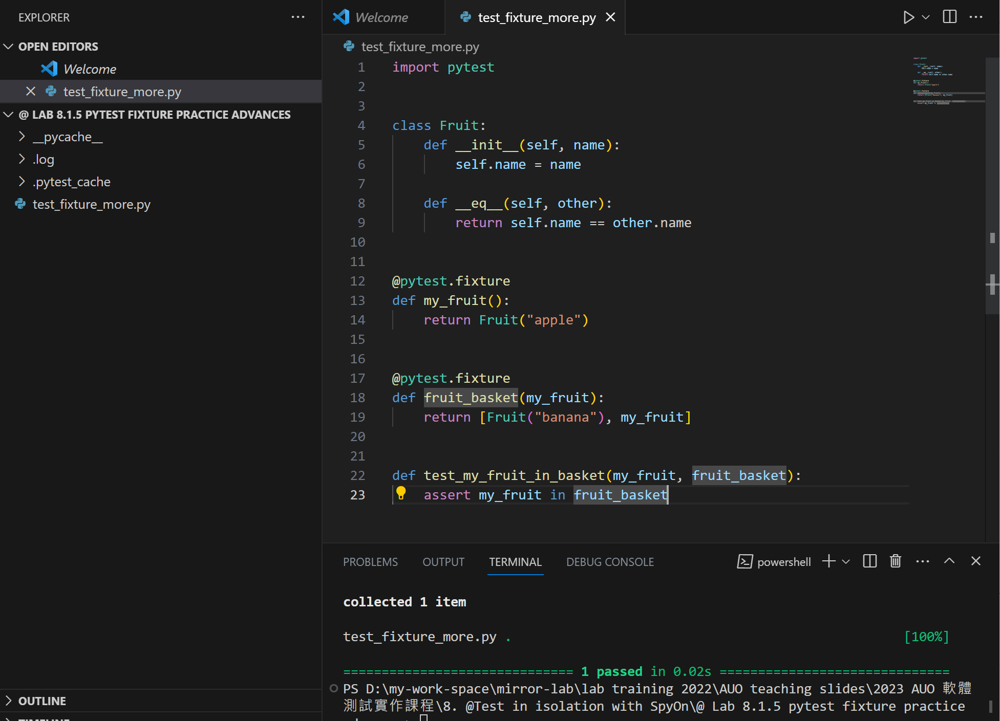 EXPLORER
OPEN EDITORS
Welcome
test_fixture_more.py
@ LAB 8.1.5 PYTEST FIXTURE PRACTICE ADVANCES
__pycache__
.log
.pytest_cache
test_fixture_more.py
OUTLINE
TIMELINE
Welcome
test_fixture_more.py
test_fixture_more.py
1 import pytest
2
3
4 class Fruit:
5     def __init__(self, name):
6         self.name = name
7
8     def __eq__(self, other):
9         return self.name == other.name
10
11
12 @pytest.fixture
13 def my_fruit():
14     return Fruit("apple")
15
16
17 @pytest.fixture
18 def fruit_basket(my_fruit):
19     return [Fruit("banana"), my_fruit]
20
21
22 def test_my_fruit_in_basket(my_fruit, fruit_basket):
23     assert my_fruit in fruit_basket
PROBLEMS OUTPUT TERMINAL DEBUG CONSOLE powershell
collected 1 item
test_fixture_more.py . [100%]
============================== 1 passed in 0.02s ==============================
PS D:\my-work-space\mirror-lab\lab training 2022\AUO teaching slides\2023 AUO 軟體
測試實作課程\8. @Test in isolation with SpyOn\@ Lab 8.1.5 pytest fixture practice